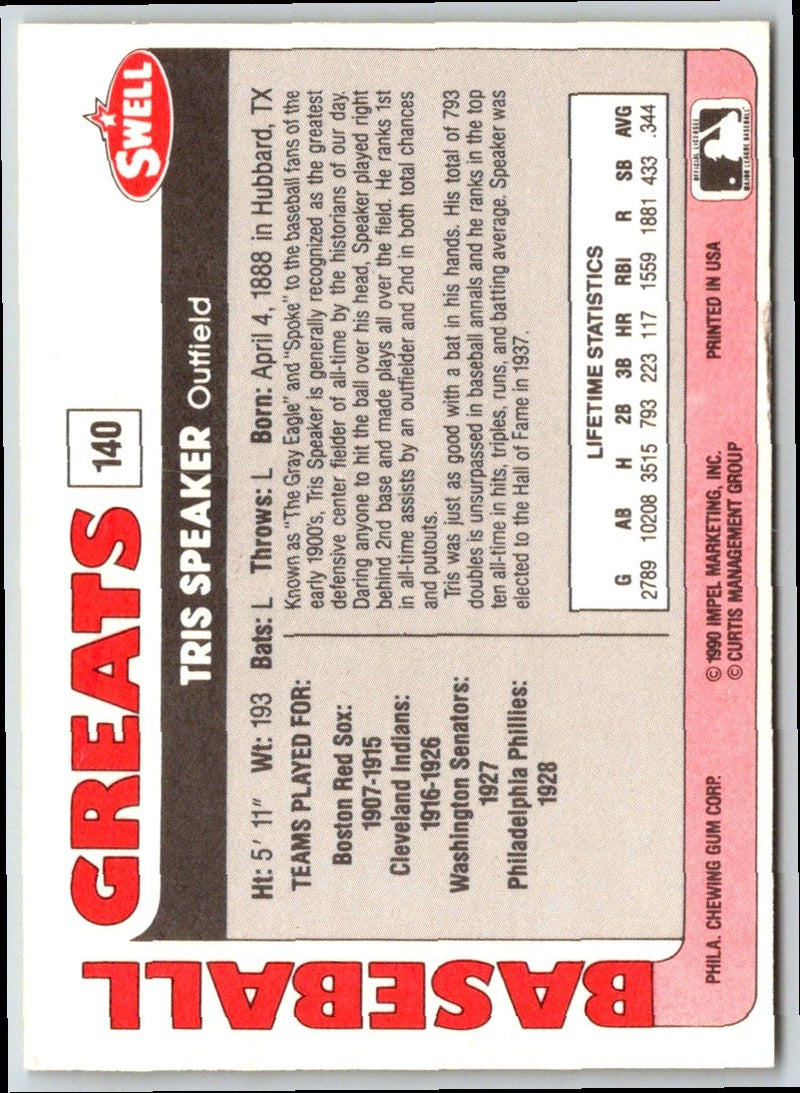 BASEBALL
GREATS
140
SWELL
TRIS SPEAKER Outfield
Ht: 5' 11" Wt: 193 Bats: L Throws: L Born: April 4, 1888 in Hubbard, TX
TEAMS PLAYED FOR:
Boston Red Sox:
1907-1915
Cleveland Indians:
1916-1926
Washington Senators:
1927
Philadelphia Phillies:
1928
Known as "The Gray Eagle" and "Spoke" to the baseball fans of the
early 1900's, Tris Speaker is generally recognized as the greatest
defensive center fielder of all-time by the historians of our day.
Daring anyone to hit the ball over his head, Speaker played right
behind 2nd base and made plays all over the field. He ranks 1st
in all-time assists by an outfielder and 2nd in both total chances
and putouts.
Tris was just as good with a bat in his hands. His total of 793
doubles is unsurpassed in baseball annals and he ranks in the top
ten all-time in hits, triples, runs, and batting average. Speaker was
elected to the Hall of Fame in 1937.
LIFETIME STATISTICS
G AB H 2B 3B HR RBI R SB AVG
2789 10208 3515 793 223 117 1559 1881 433 .344
PHILA. CHEWING GUM CORP.
© 1990 IMPEL MARKETING, INC.
© CURTIS MANAGEMENT GROUP
PRINTED IN USA
OFFICIAL LICENSEE
MAJOR LEAGUE BASEBALL